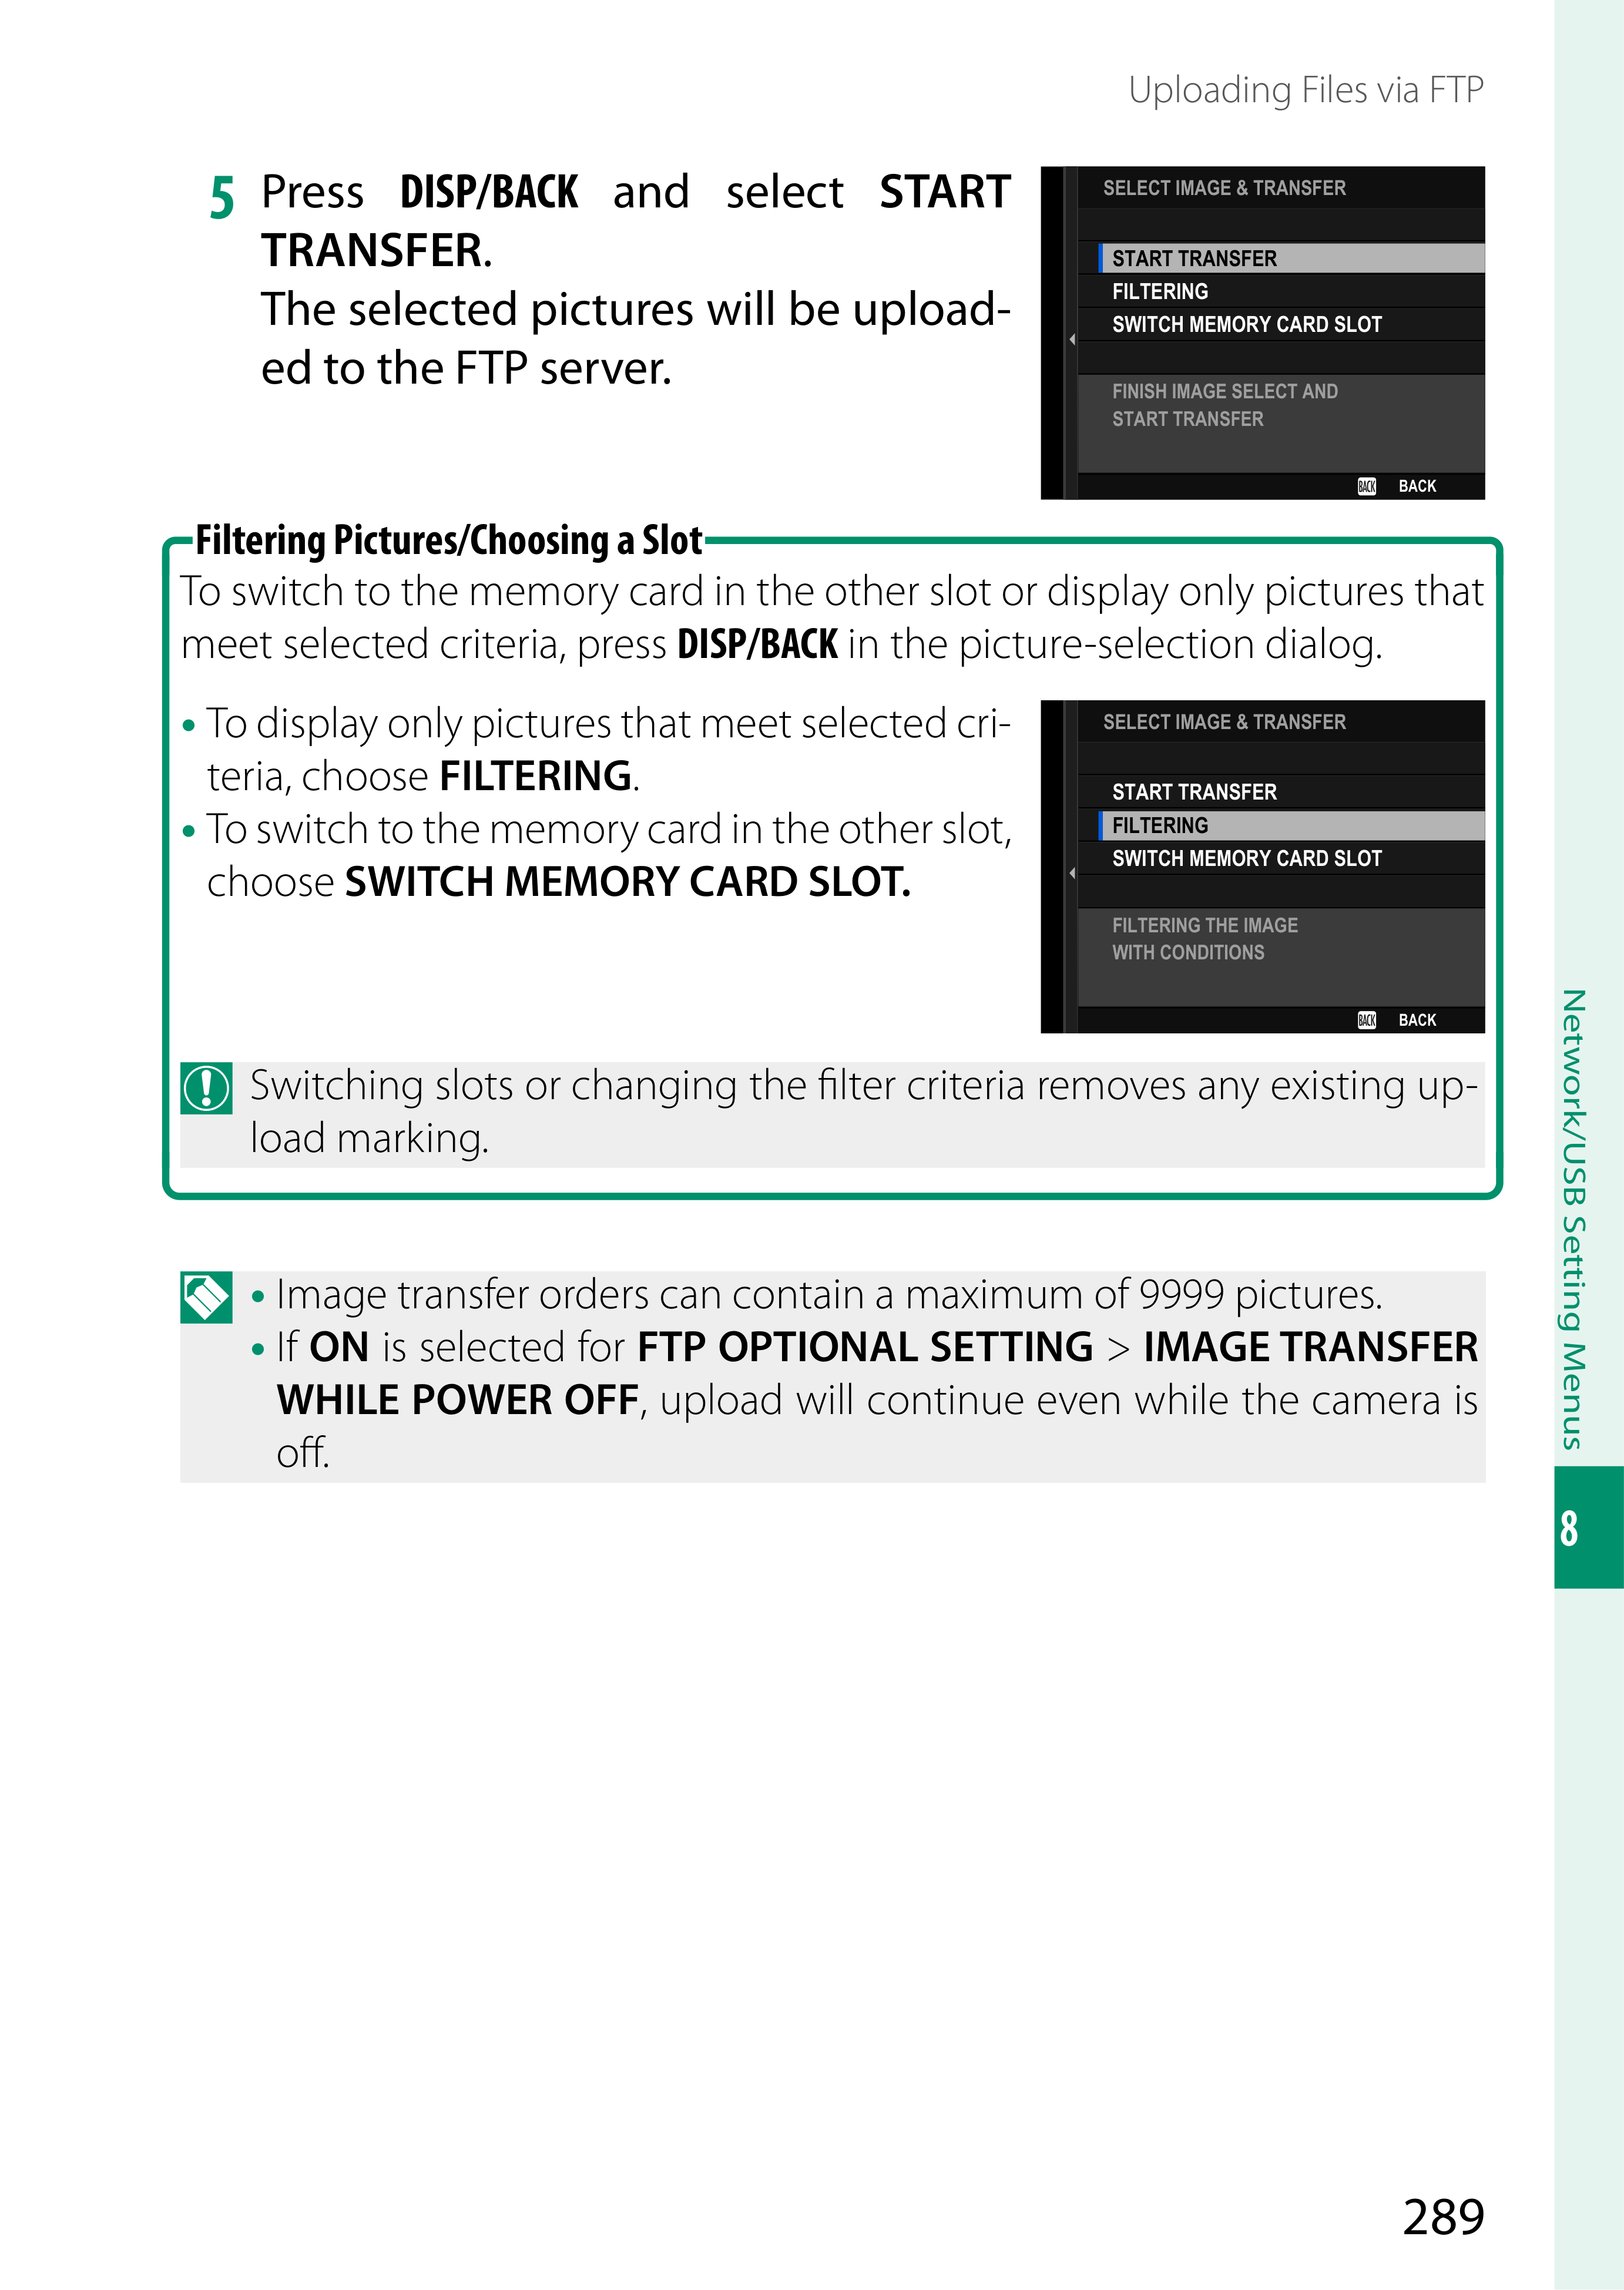 Uploading Files via FTP
5 Press DISP/BACK and select START
TRANSFER.
The selected pictures will be upload-
ed to the FTP server.
SELECT IMAGE & TRANSFER
START TRANSFER
FILTERING
SWITCH MEMORY CARD SLOT
FINISH IMAGE SELECT AND
START TRANSFER
BACK BACK
Filtering Pictures/Choosing a Slot
To switch to the memory card in the other slot or display only pictures that
meet selected criteria, press DISP/BACK in the picture-selection dialog.
• To display only pictures that meet selected cri-
teria, choose FILTERING.
• To switch to the memory card in the other slot,
choose SWITCH MEMORY CARD SLOT.
SELECT IMAGE & TRANSFER
START TRANSFER
FILTERING
SWITCH MEMORY CARD SLOT
FILTERING THE IMAGE
WITH CONDITIONS
BACK BACK
Switching slots or changing the filter criteria removes any existing up-
load marking.
• Image transfer orders can contain a maximum of 9999 pictures.
• If ON is selected for FTP OPTIONAL SETTING > IMAGE TRANSFER
WHILE POWER OFF, upload will continue even while the camera is
off.
Network/USB Setting Menus
8
289